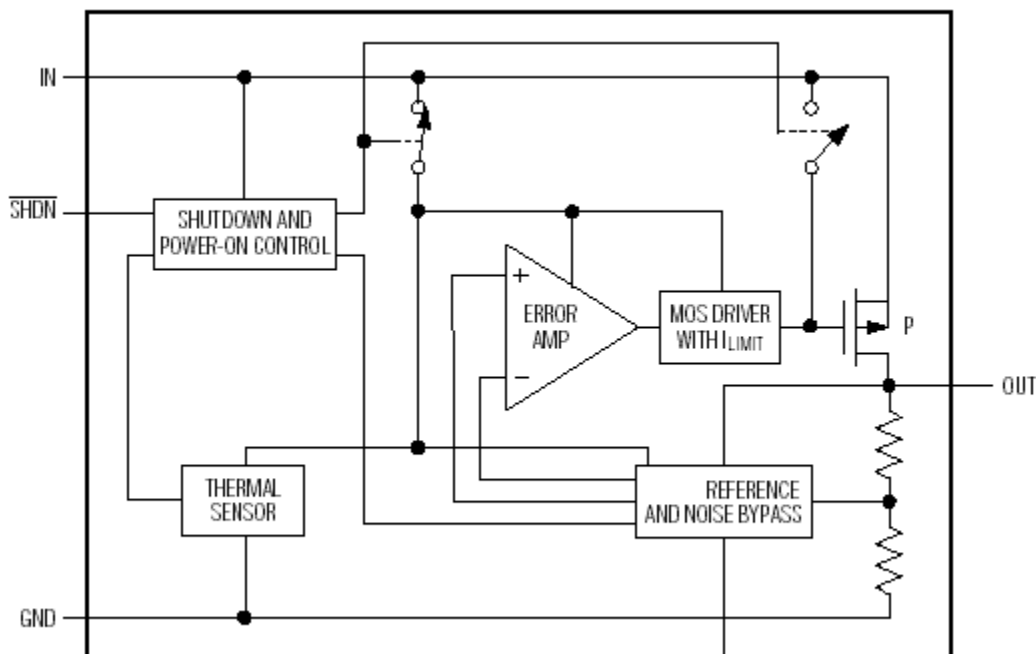 IN
SHDN
SHUTDOWN AND
POWER-ON CONTROL
+
ERROR
AMP
−
MOS DRIVER
WITH ILIMIT
P
OUT
THERMAL
SENSOR
REFERENCE
AND NOISE BYPASS
GND